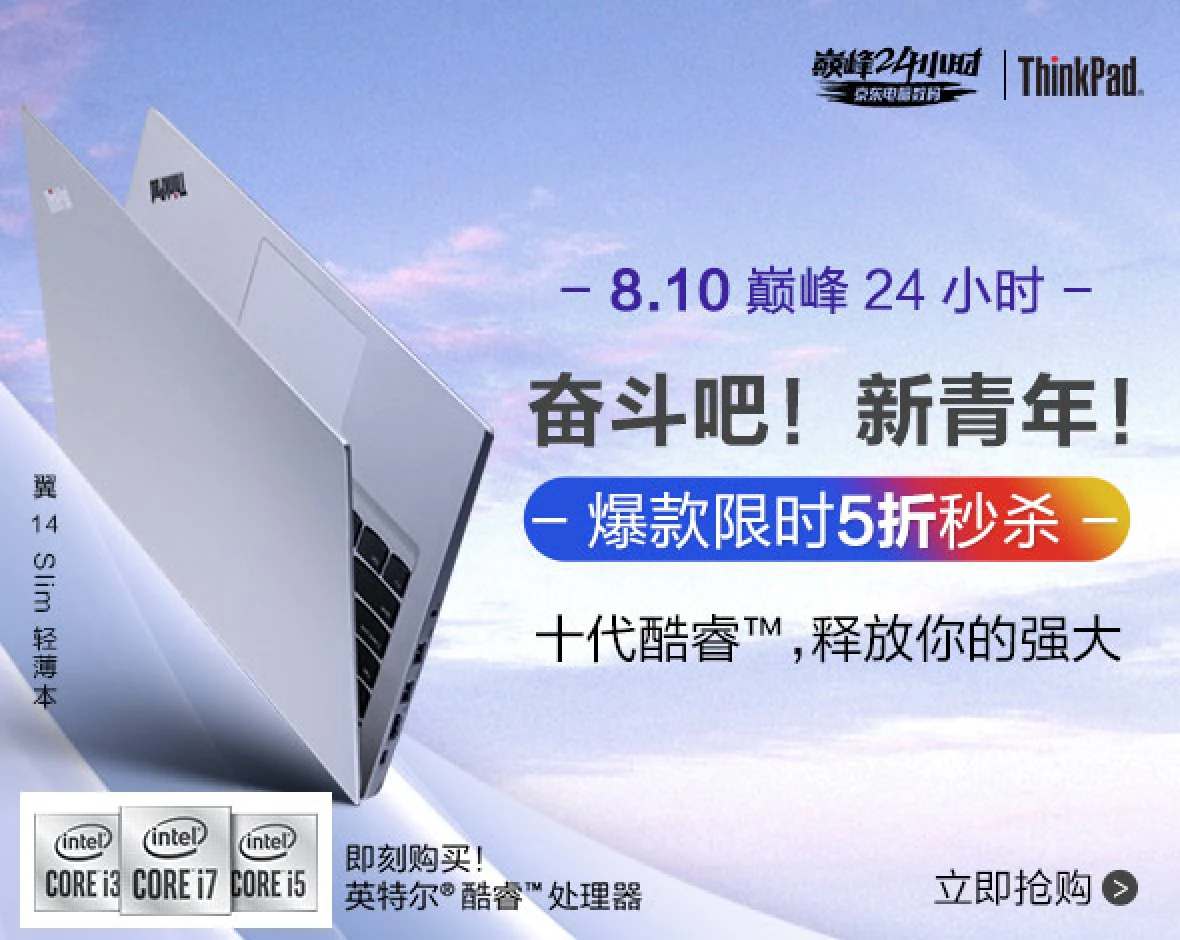 巅峰24小时
京东电脑数码
ThinkPad
ThinkPad
- 8.10 巅峰 24 小时 -
奋斗吧！新青年！
- 爆款限时5折秒杀 -
十代酷睿™,释放你的强大
翼 14 Slim 轻薄本
intel CORE i3
intel CORE i7
intel CORE i5
即刻购买！
英特尔® 酷睿™ 处理器
立即抢购 >